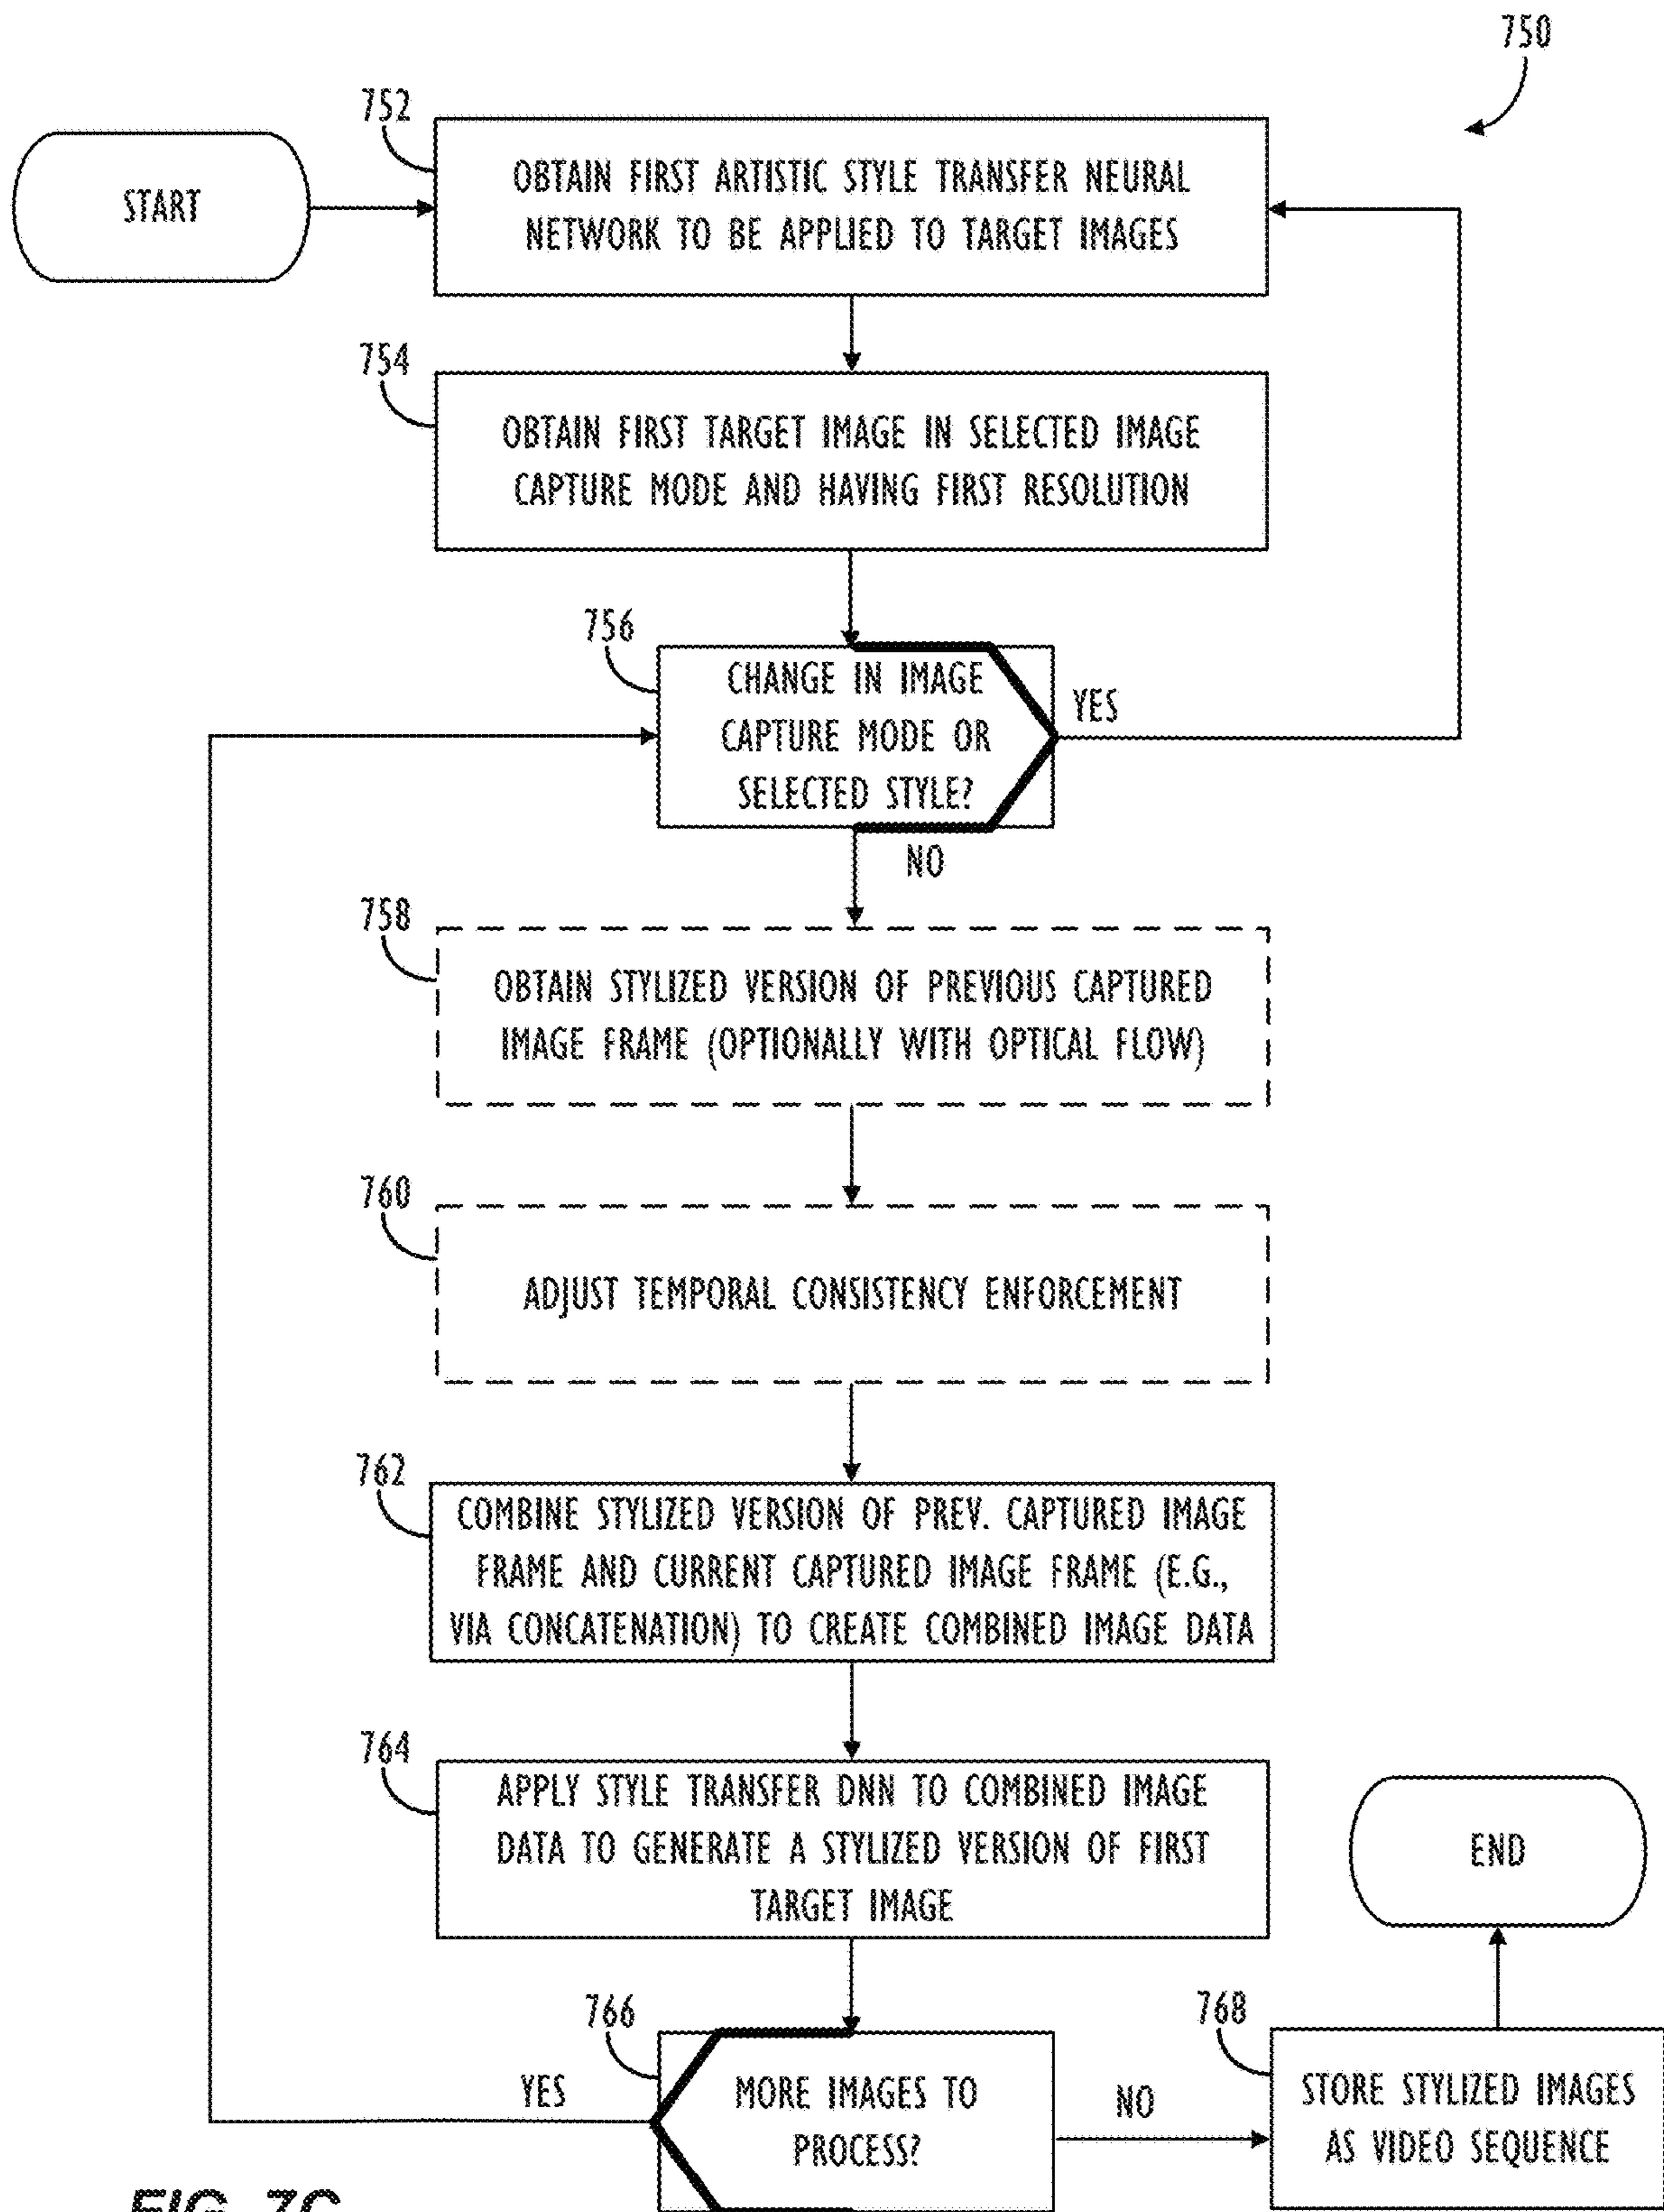 750
752
START
OBTAIN FIRST ARTISTIC STYLE TRANSFER NEURAL
NETWORK TO BE APPLIED TO TARGET IMAGES
754
OBTAIN FIRST TARGET IMAGE IN SELECTED IMAGE
CAPTURE MODE AND HAVING FIRST RESOLUTION
756
CHANGE IN IMAGE
CAPTURE MODE OR
SELECTED STYLE?
YES
NO
758
OBTAIN STYLIZED VERSION OF PREVIOUS CAPTURED
IMAGE FRAME (OPTIONALLY WITH OPTICAL FLOW)
760
ADJUST TEMPORAL CONSISTENCY ENFORCEMENT
762
COMBINE STYLIZED VERSION OF PREV. CAPTURED IMAGE
FRAME AND CURRENT CAPTURED IMAGE FRAME (E.G.,
VIA CONCATENATION) TO CREATE COMBINED IMAGE DATA
764
APPLY STYLE TRANSFER DNN TO COMBINED IMAGE
DATA TO GENERATE A STYLIZED VERSION OF FIRST
TARGET IMAGE
END
766
MORE IMAGES TO
PROCESS?
YES
NO
768
STORE STYLIZED IMAGES
AS VIDEO SEQUENCE
FIG. 7C